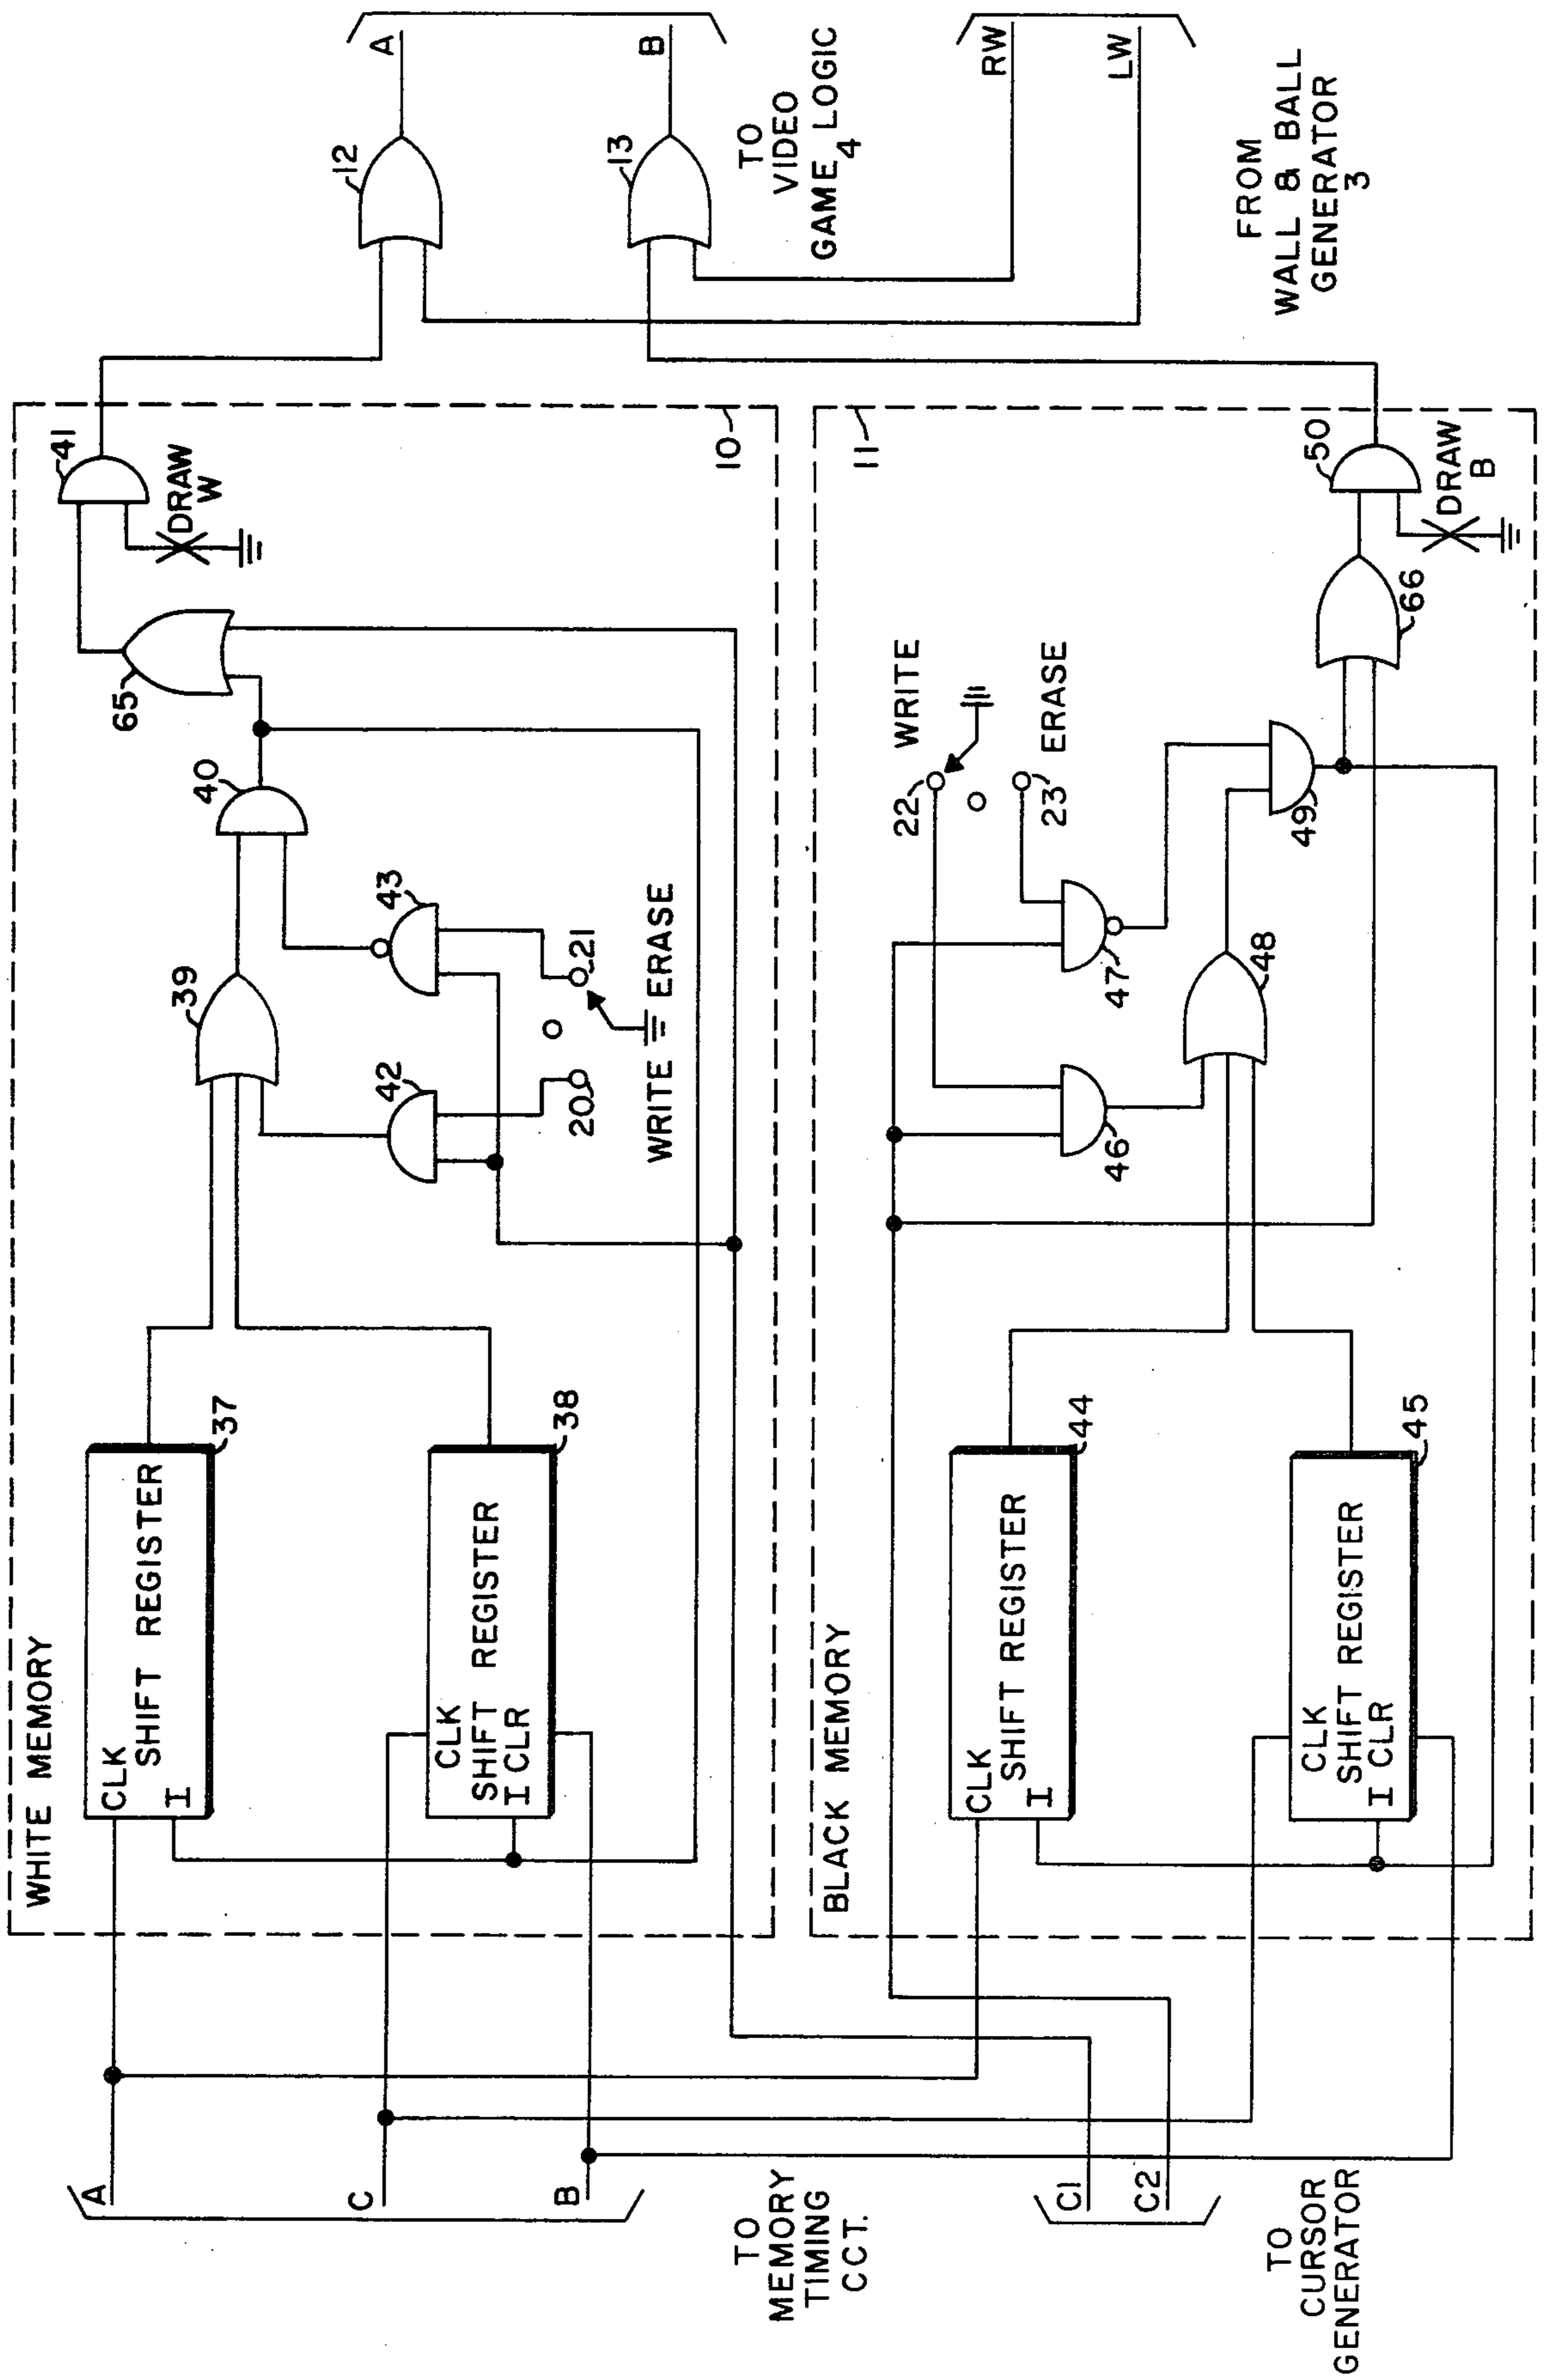 WHITE MEMORY
A
CLK
SHIFT REGISTER
I
37
C
CLK
SHIFT REGISTER
I CLR
38
B
TO
MEMORY
TIMING
CCT.
39
40
42
43
20
21
WRITE
ERASE
65
41
DRAW
W
10
BLACK MEMORY
CLK
SHIFT REGISTER
I
44
CLK
SHIFT REGISTER
I CLR
45
C1
C2
TO
CURSOR
GENERATOR
46
47
48
49
22
WRITE
23
ERASE
66
50
DRAW
B
11
12
A
13
B
TO
VIDEO
GAME LOGIC
4
RW
LW
FROM
WALL & BALL
GENERATOR
3